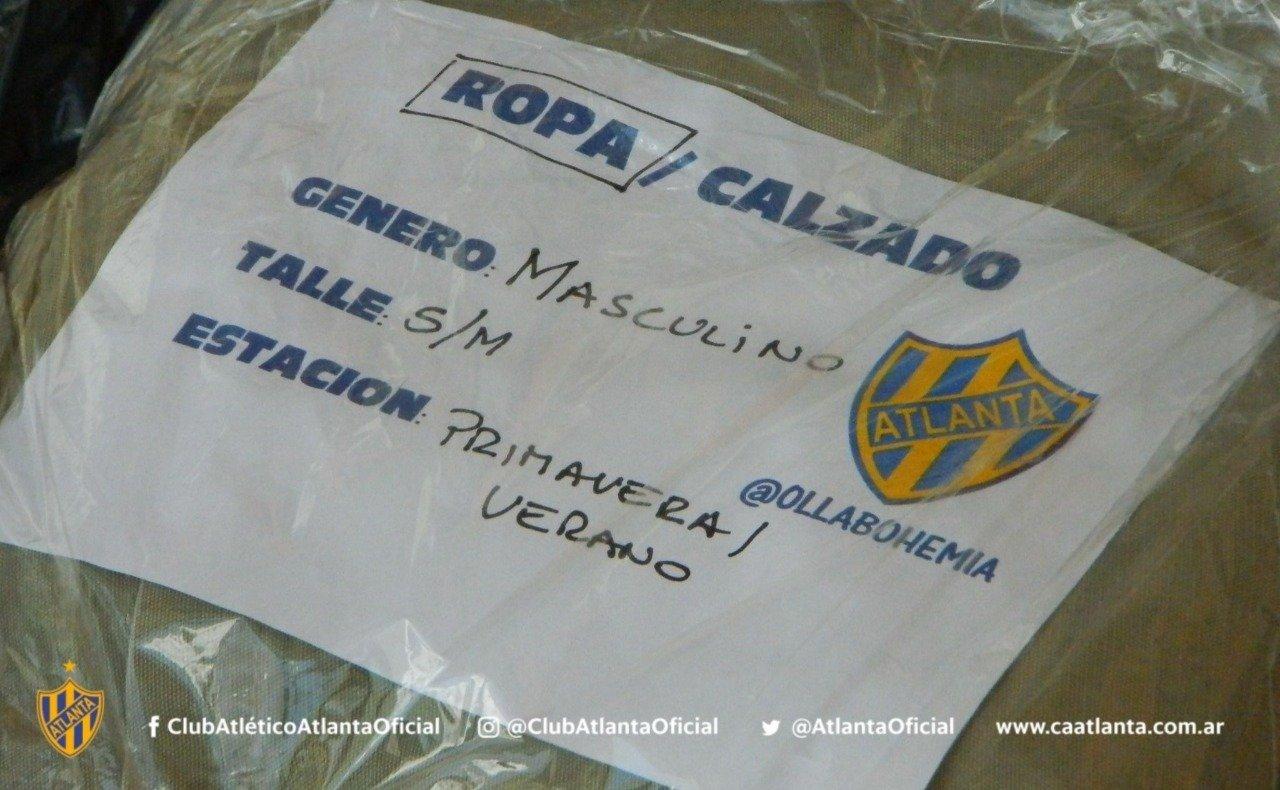 ROPA / CALZADO
GENERO: MASCULINO
TALLE: S/M
ESTACION: PRIMAVERA/
VERANO
ATLANTA
@OLLABOHEMIA
ATLANTA
f ClubAtléticoAtlantaOficial @ClubAtlantaOficial @AtlantaOficial www.caatlanta.com.ar